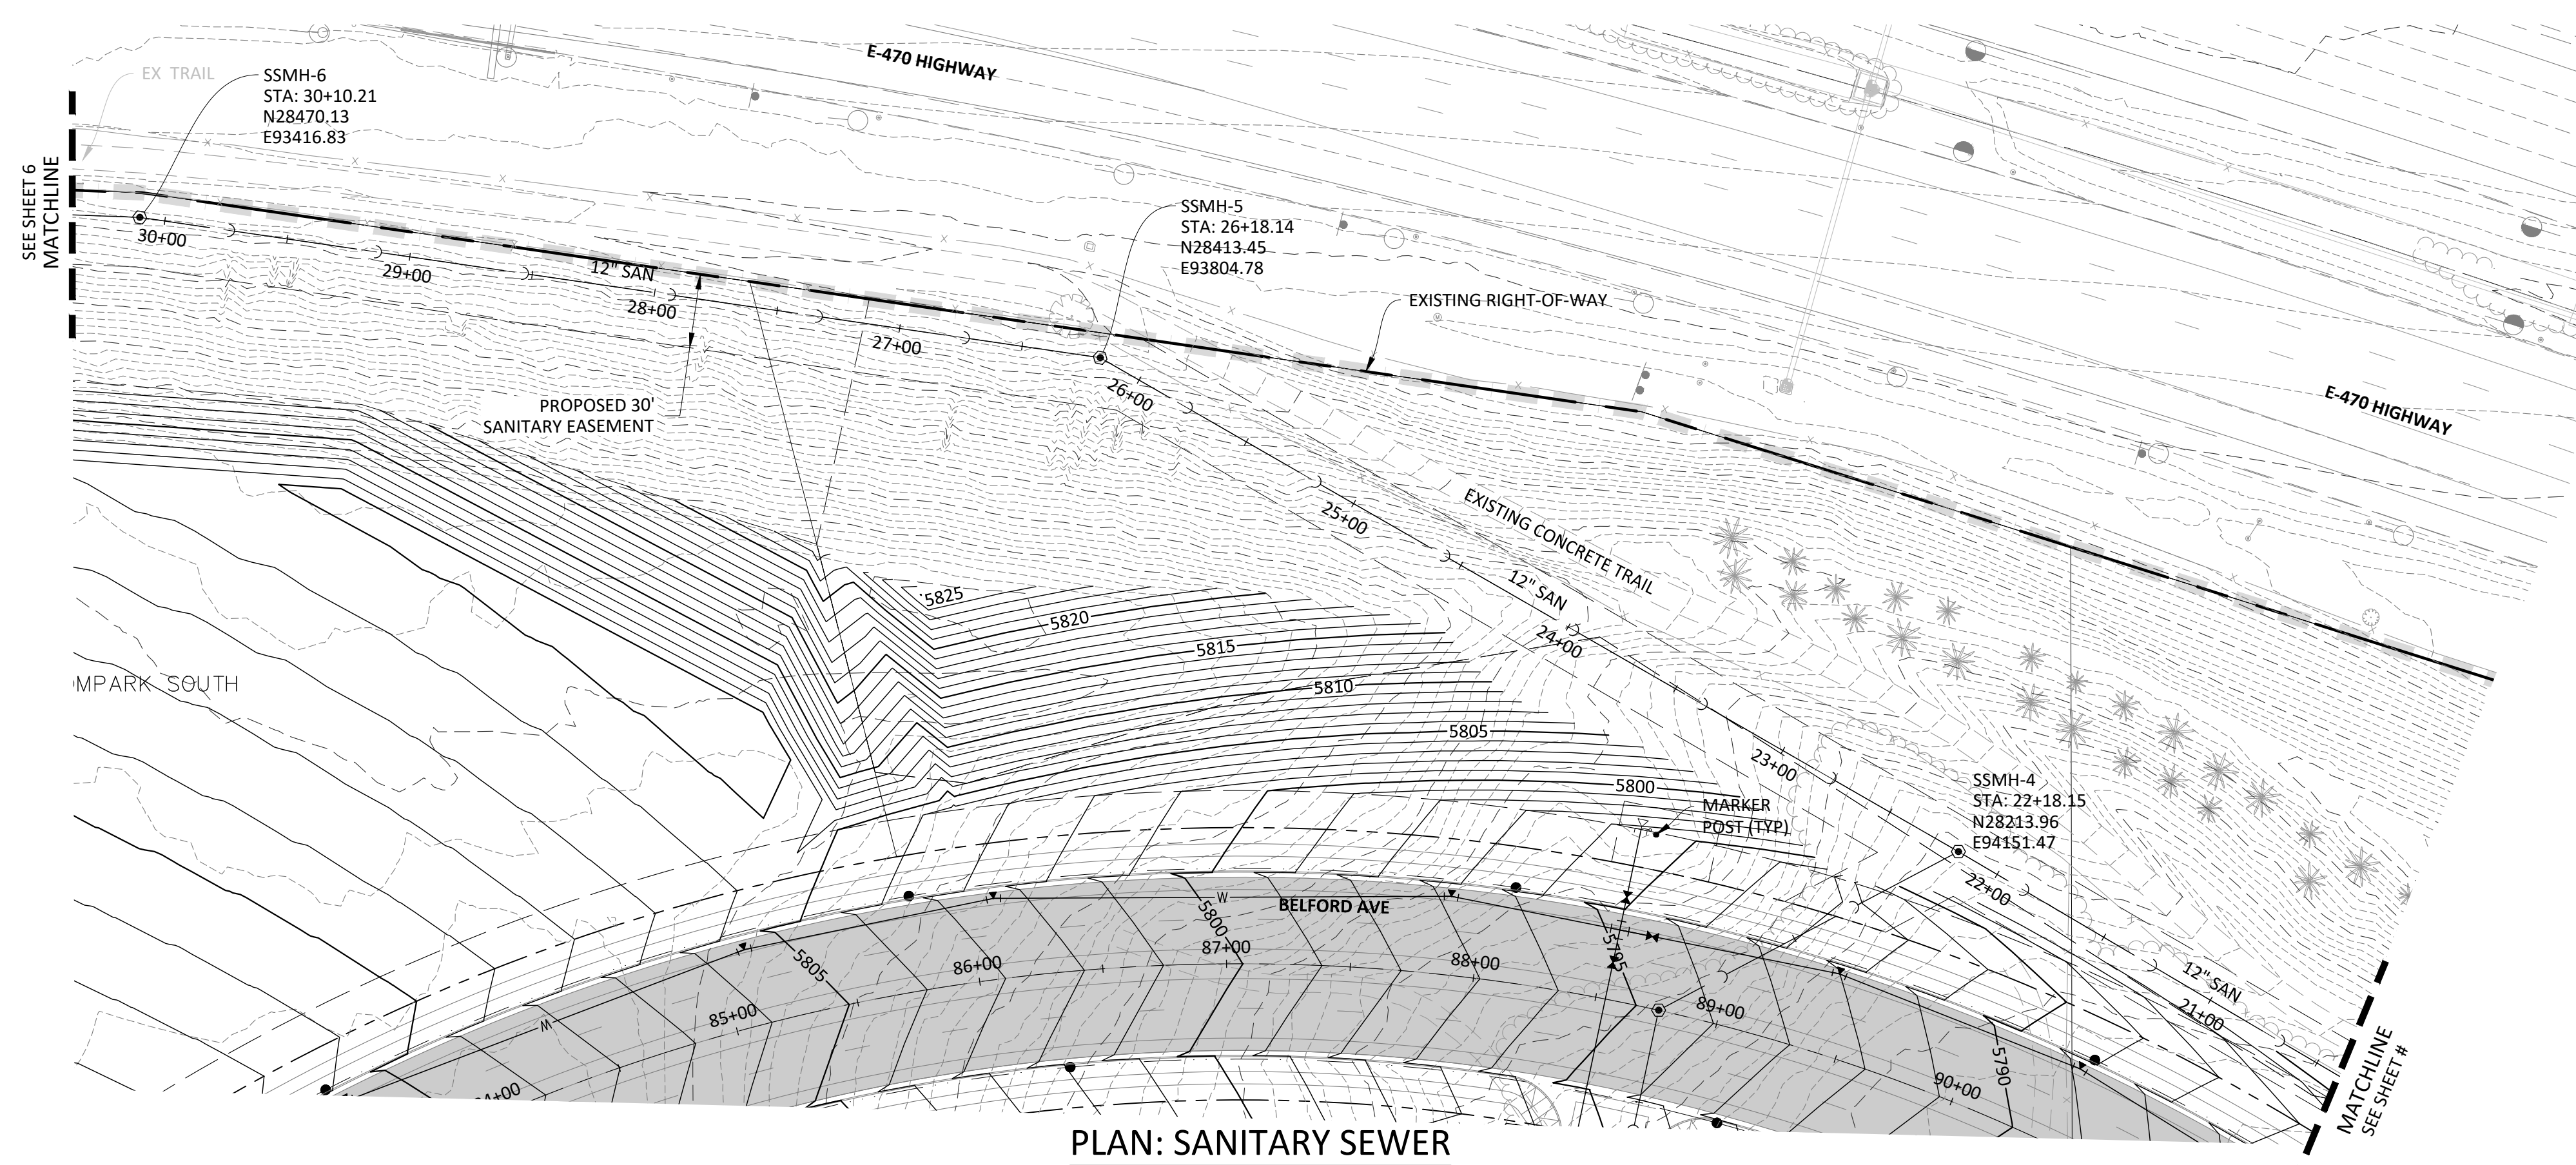 E-470 HIGHWAY
EX TRAIL
SSMH-6
STA: 30+10.21
N28470.13
E93416.83
SEE SHEET 6
MATCHLINE
30+00
29+00
12" SAN
28+00
27+00
SSMH-5
STA: 26+18.14
N28413.45
E93804.78
EXISTING RIGHT-OF-WAY
26+00
PROPOSED 30'
SANITARY EASEMENT
E-470 HIGHWAY
25+00
EXISTING CONCRETE TRAIL
12" SAN
24+00
5825
5820
5815
5810
5805
5800
MPARK SOUTH
23+00
SSMH-4
STA: 22+18.15
N28213.96
E94151.47
MARKER
POST (TYP)
22+00
W
BELFORD AVE
5800
87+00
5795
86+00
88+00
5805
85+00
89+00
W
12" SAN
21+00
5790
90+00
4+00
MATCHLINE
SEE SHEET #
PLAN: SANITARY SEWER